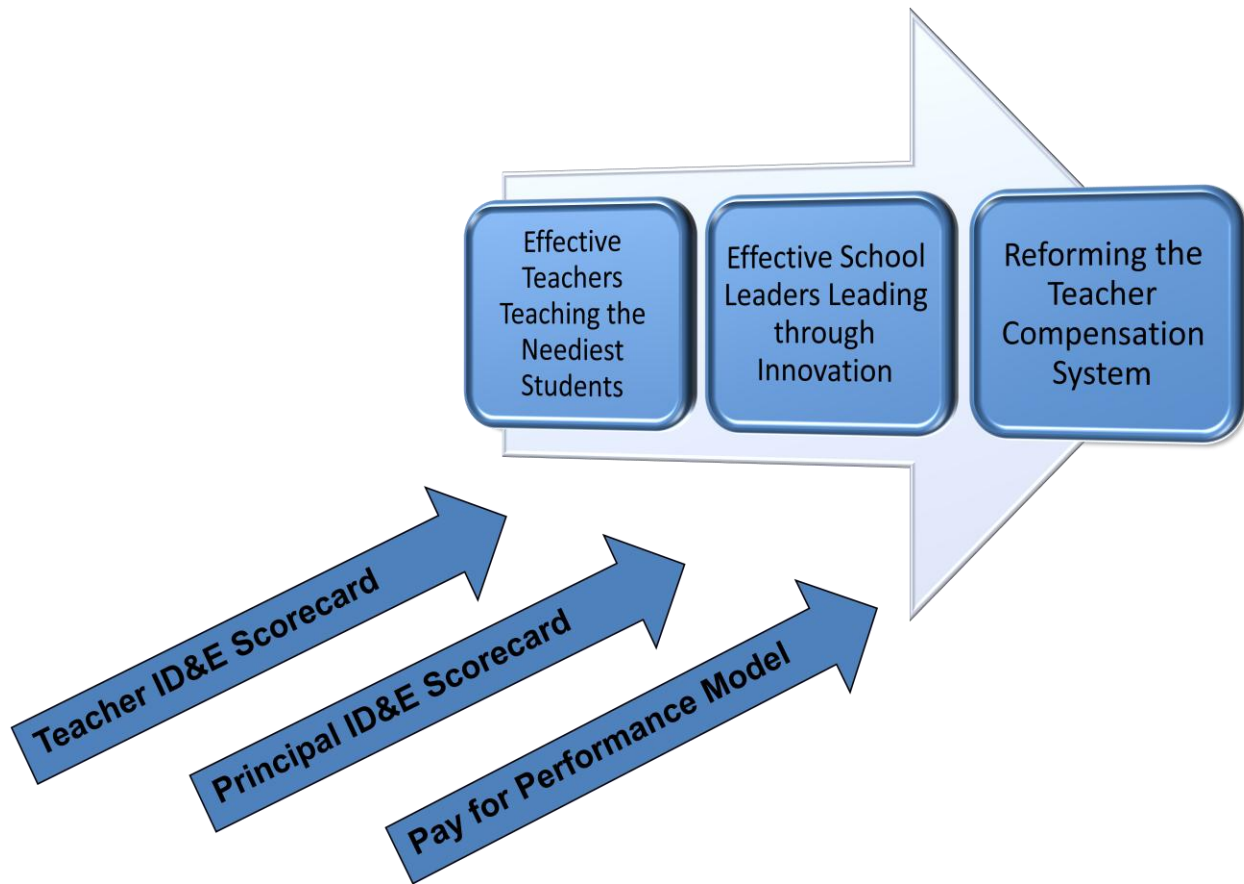 Effective
Teachers
Teaching the
Neediest
Students
Effective School
Leaders Leading
through
Innovation
Reforming the
Teacher
Compensation
System
Teacher ID&E Scorecard
Principal ID&E Scorecard
Pay for Performance Model